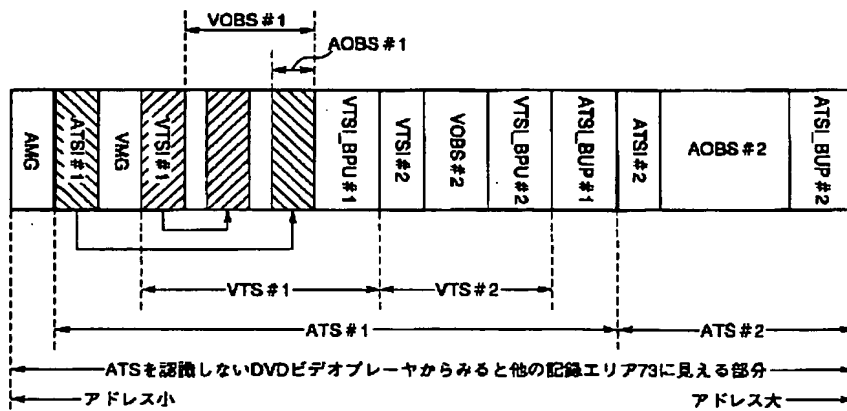 VOBS#1
AOBS#1
AMG
ATSI#1
VMG
VTSI#1
VTSI_BPU#1
VTSI#2
VOBS#2
VTSI_BPU#2
ATSI_BUP#1
ATSI#2
AOBS#2
ATSI_BUP#2
VTS#1
VTS#2
ATS#1
ATS#2
ATSを認識しないDVDビデオプレーヤからみると他の記録エリア73に見える部分
アドレス小
アドレス大